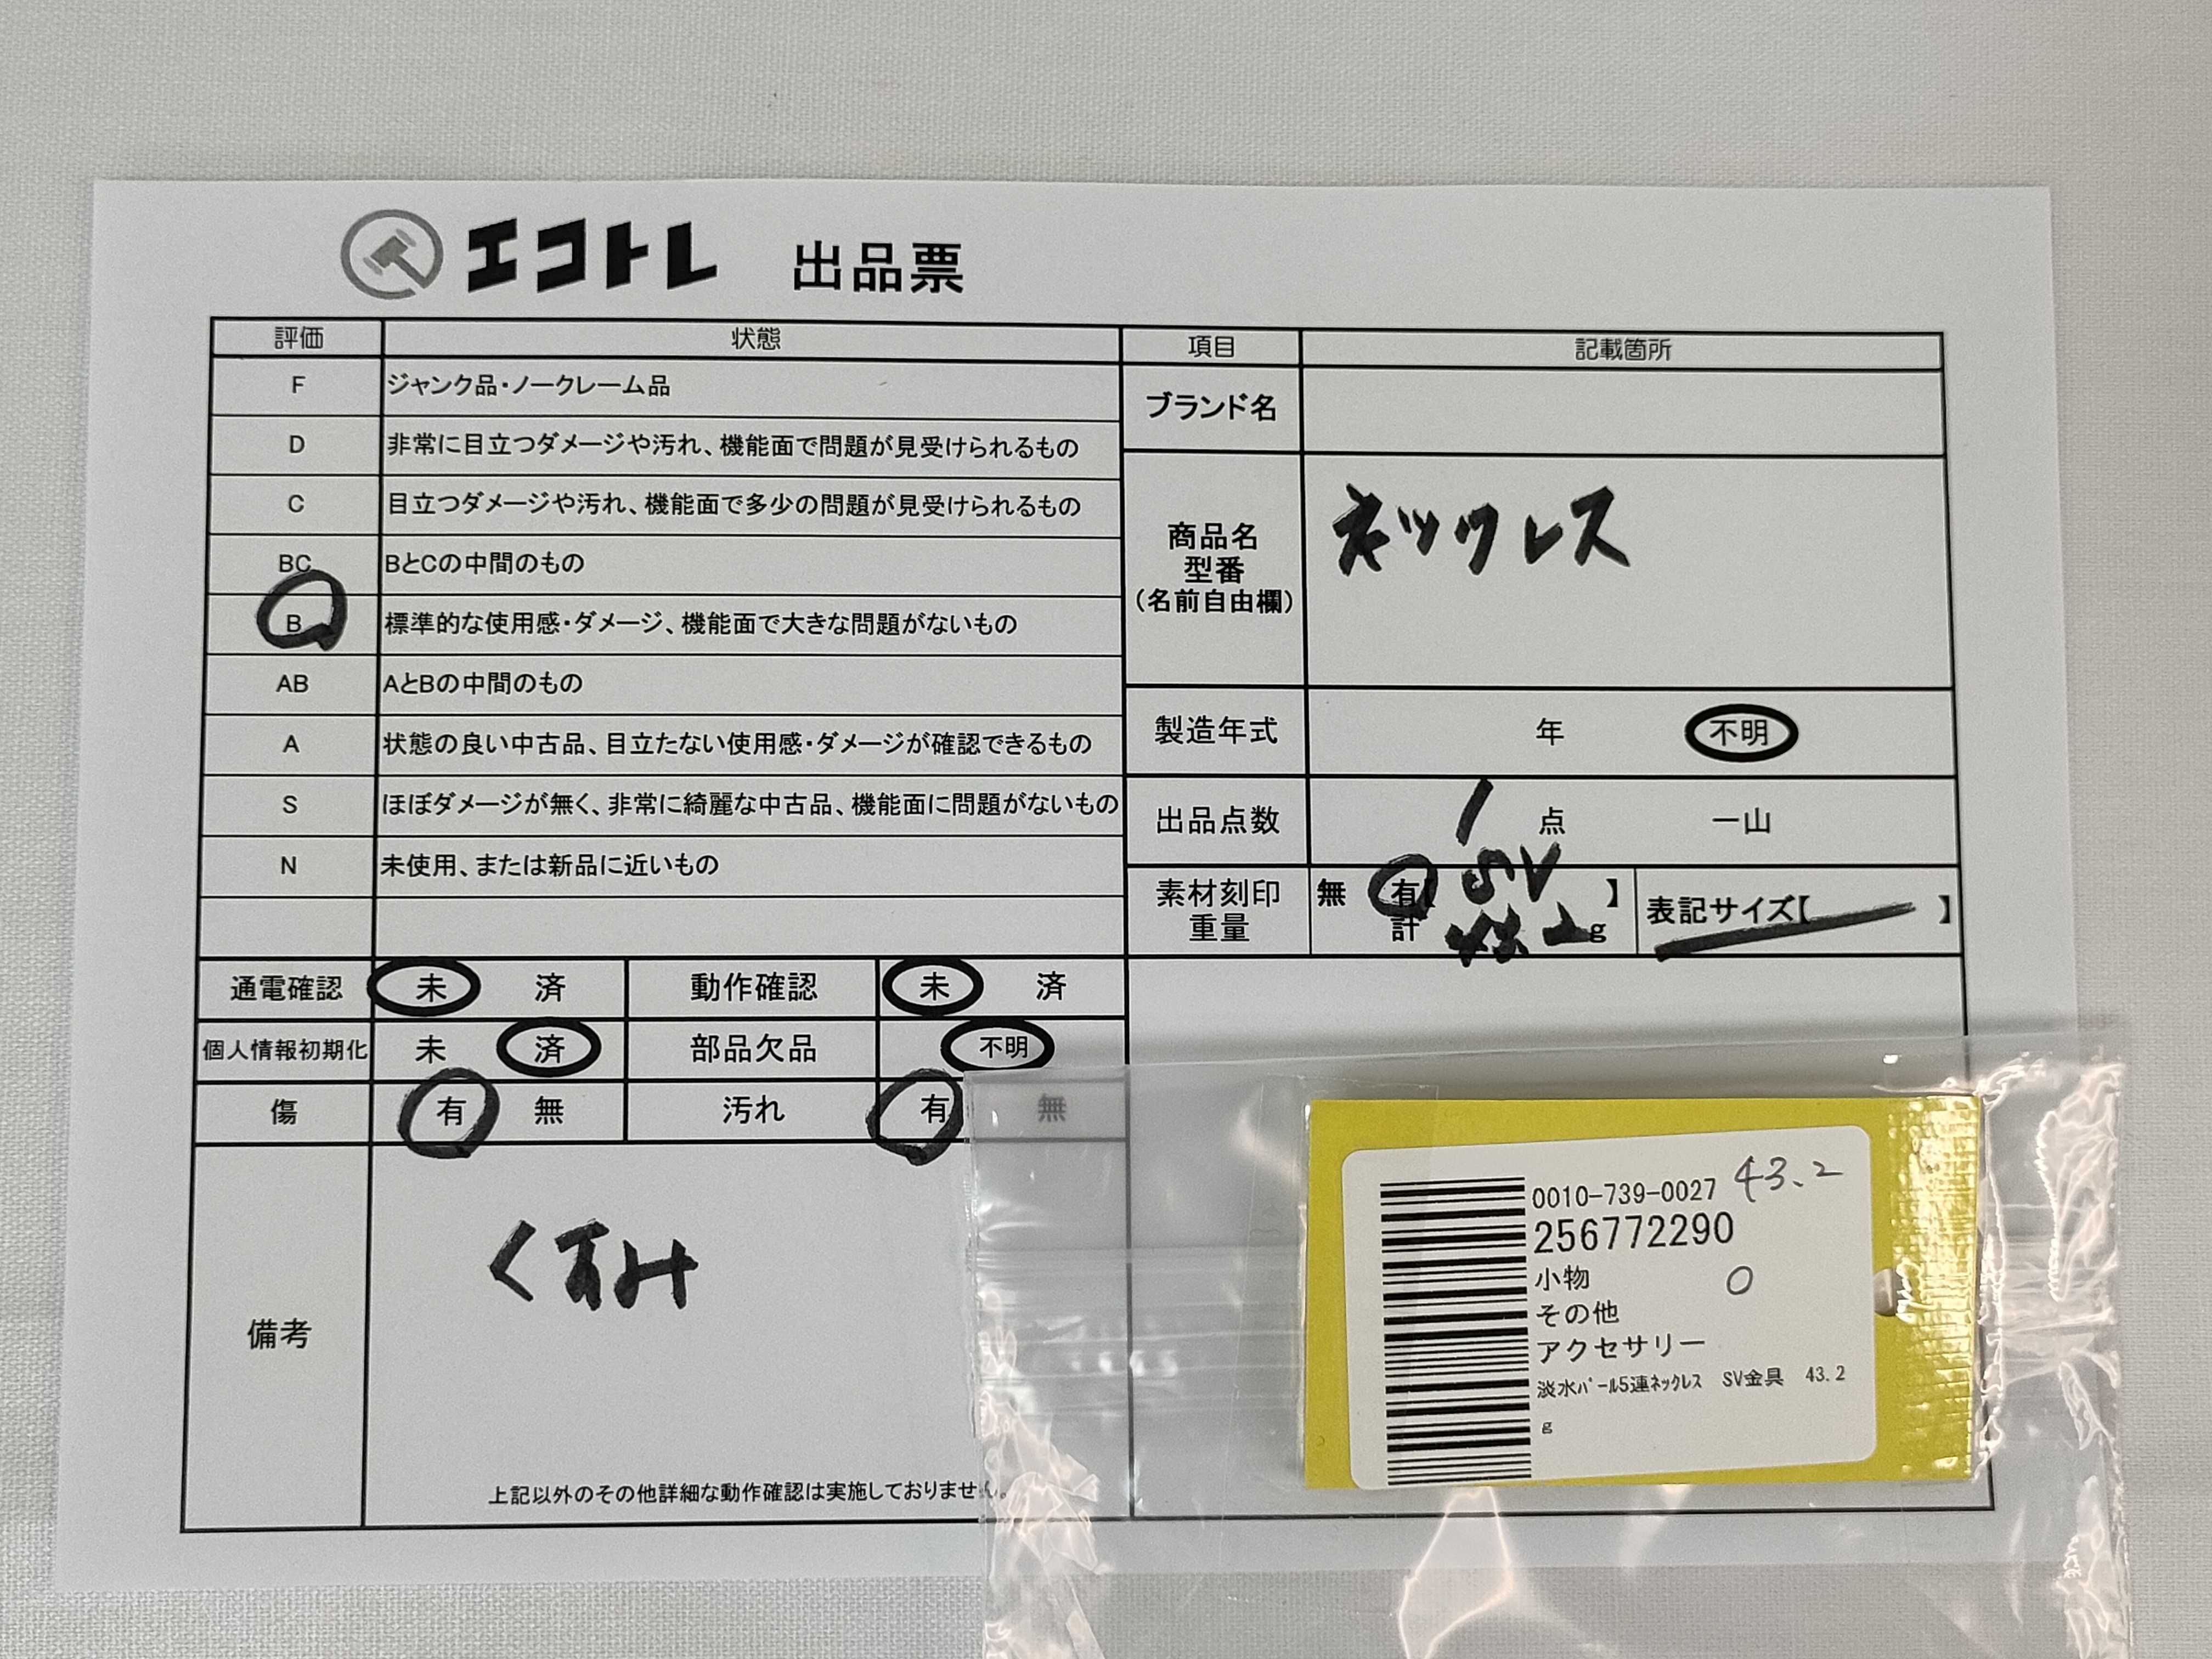 エコトレ 出品票
評価 状態
F ジャンク品・ノークレーム品
D 非常に目立つダメージや汚れ、機能面で問題が見受けられるもの
C 目立つダメージや汚れ、機能面で多少の問題が見受けられるもの
BC BとCの中間のもの
B 標準的な使用感・ダメージ、機能面で大きな問題がないもの
AB AとBの中間のもの
A 状態の良い中古品、目立たない使用感・ダメージが確認できるもの
S ほぼダメージが無く、非常に綺麗な中古品、機能面に問題がないもの
N 未使用、または新品に近いもの
通電確認 未 済 動作確認 未 済
個人情報初期化 未 済 部品欠品 不明
傷 有 無 汚れ 有 無
備考 くすみ
上記以外のその他詳細な動作確認は実施しておりません。
項目 記載箇所
ブランド名
商品名
型番
(名前自由欄)
ネックレス
製造年式 年 不明
出品点数 1 点 一山
素材刻印
重量
無 有【 SV 】
計 43.2 g
表記サイズ【 】
0010-739-0027 43.2
256772290
小物 O
その他
アクセサリー
淡水パール5連ネックレス SV金具 43.2
g